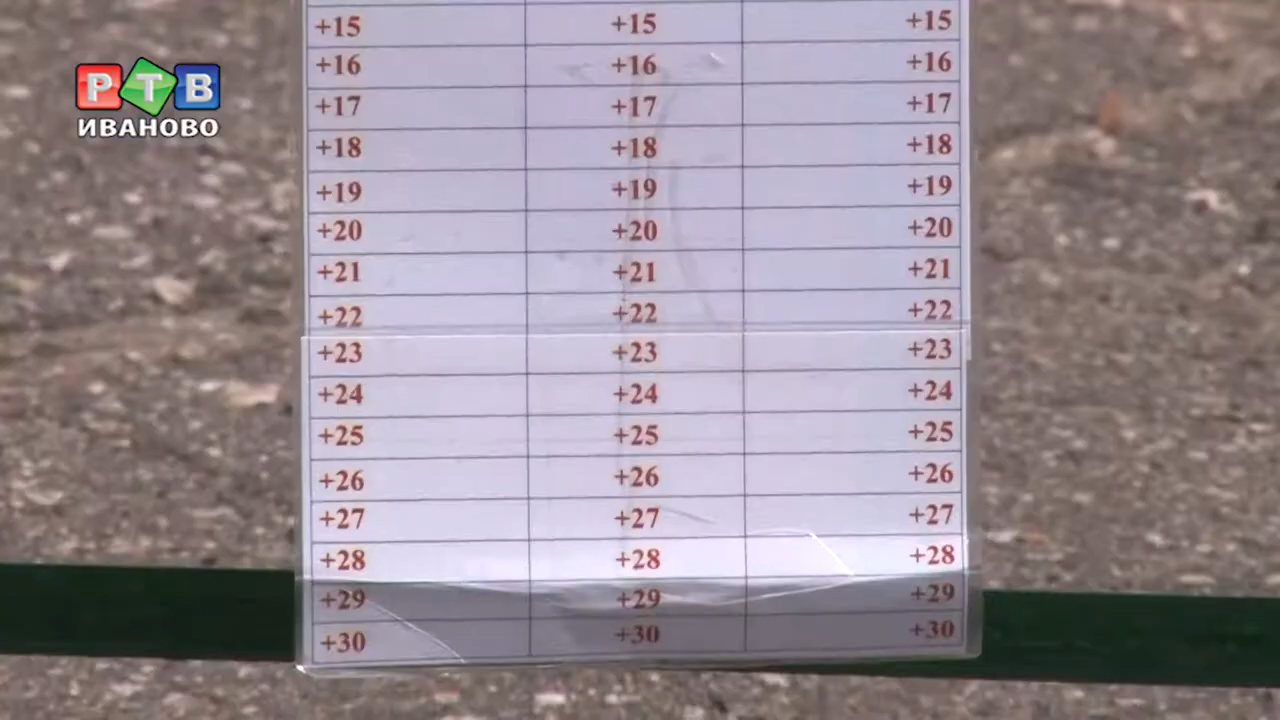 РТВ
ИВАНОВО
+15 +15 +15
+16 +16 +16
+17 +17 +17
+18 +18 +18
+19 +19 +19
+20 +20 +20
+21 +21 +21
+22 +22 +22
+23 +23 +23
+24 +24 +24
+25 +25 +25
+26 +26 +26
+27 +27 +27
+28 +28 +28
+29 +29 +29
+30 +30 +30